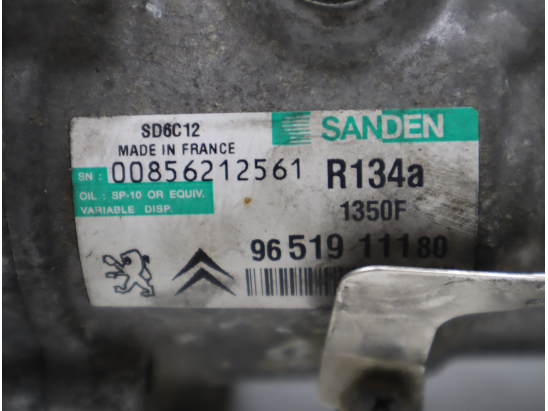 SD6C12
MADE IN FRANCE
SANDEN
SN : 00856212561
R134a
OIL : SP-10 OR EQUIV.
VARIABLE DISP.
1350F
96 519 11180